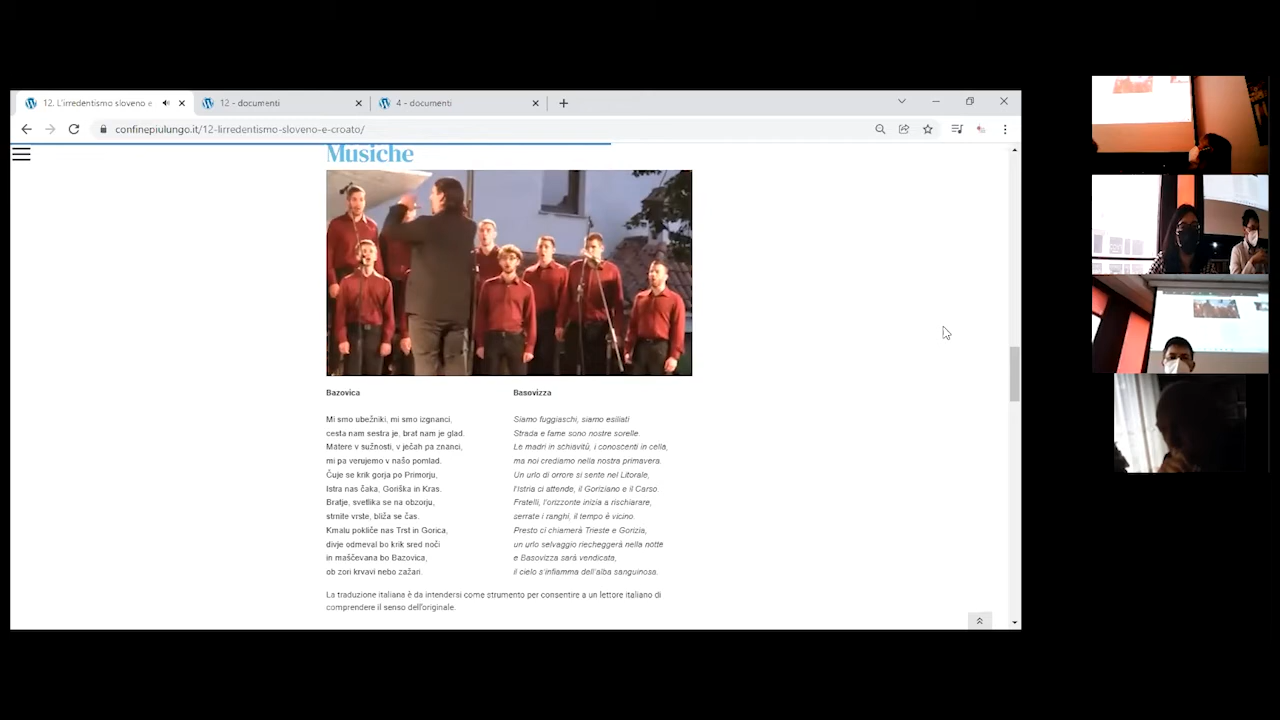 12. L'irredentismo sloveno e
12 - documenti
4 - documenti
confinepiulungo.it/12-lirredentismo-sloveno-e-croato/
Musiche
Bazovica
Mi smo ubežniki, mi smo izgnanci,
cesta nam sestra je, brat nam je glad.
Matere v sužnosti, v ječah pa znanci,
mi pa verujemo v našo pomlad.
Čuje se krik gorja po Primorju,
Istra nas čaka, Goriška in Kras.
Bratje, svetlika se na obzorju,
strnite vrste, bliža se čas.
Kmalu pokliče nas Trst in Gorica,
divje odmeval bo krik sred noči
in maščevana bo Bazovica,
ob zori krvavi nebo zažari.
Basovizza
Siamo fuggiaschi, siamo esiliati
Strada e fame sono nostre sorelle.
Le madri in schiavitù, i conoscenti in cella,
ma noi crediamo nella nostra primavera.
Un urlo di orrore si sente nel Litorale,
l'Istria ci attende, il Goriziano e il Carso.
Fratelli, l'orizzonte inizia a rischiarare,
serrate i ranghi, il tempo è vicino.
Presto ci chiamerà Trieste e Gorizia,
un urlo selvaggio riecheggerà nella notte
e Basovizza sarà vendicata,
il cielo s'infiamma dell'alba sanguinosa.
La traduzione italiana è da intendersi come strumento per consentire a un lettore italiano di
comprendere il senso dell'originale.